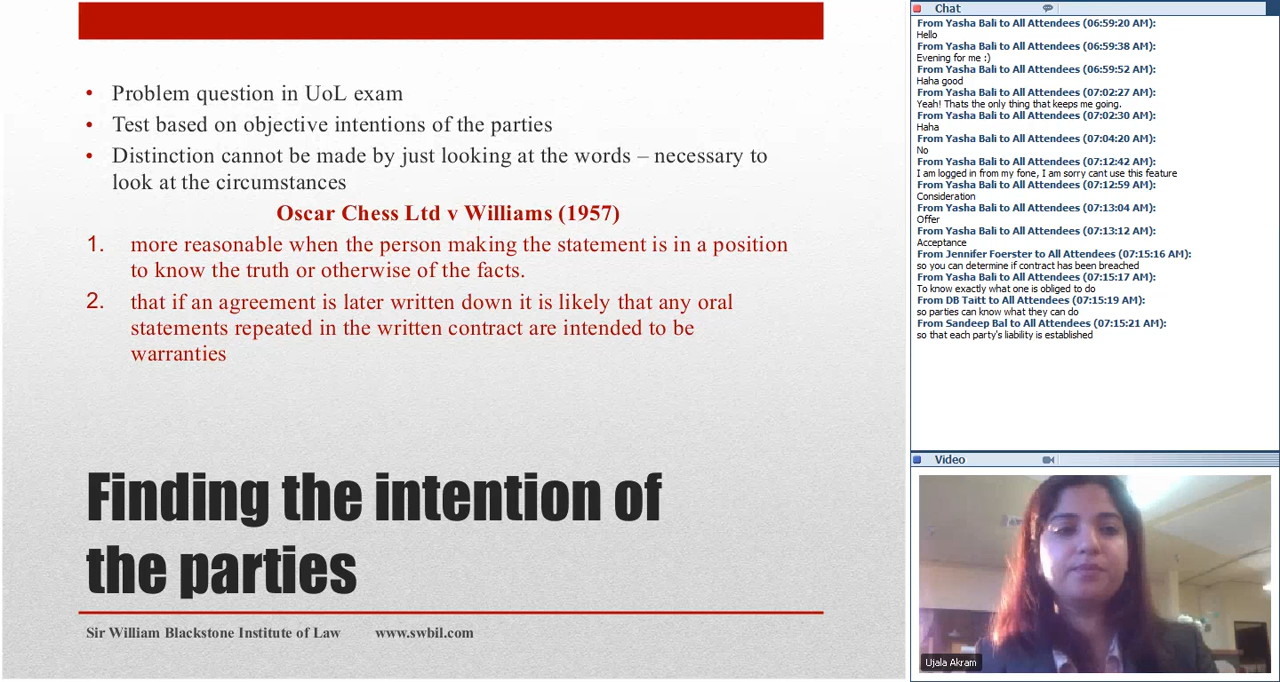 • Problem question in UoL exam
• Test based on objective intentions of the parties
• Distinction cannot be made by just looking at the words – necessary to
look at the circumstances
Oscar Chess Ltd v Williams (1957)
1. more reasonable when the person making the statement is in a position
to know the truth or otherwise of the facts.
2. that if an agreement is later written down it is likely that any oral
statements repeated in the written contract are intended to be
warranties
Finding the intention of
the parties
Sir William Blackstone Institute of Law www.swbil.com
Chat
From Yasha Bali to All Attendees (06:59:20 AM):
Hello
From Yasha Bali to All Attendees (06:59:38 AM):
Evening for me :)
From Yasha Bali to All Attendees (06:59:52 AM):
Haha good
From Yasha Bali to All Attendees (07:02:27 AM):
Yeah! Thats the only thing that keeps me going.
From Yasha Bali to All Attendees (07:02:30 AM):
Haha
From Yasha Bali to All Attendees (07:04:20 AM):
No
From Yasha Bali to All Attendees (07:12:42 AM):
I am logged in from my fone, I am sorry cant use this feature
From Yasha Bali to All Attendees (07:12:59 AM):
Consideration
From Yasha Bali to All Attendees (07:13:04 AM):
Offer
From Yasha Bali to All Attendees (07:13:12 AM):
Acceptance
From Jennifer Foerster to All Attendees (07:15:16 AM):
so you can determine if contract has been breached
From Yasha Bali to All Attendees (07:15:17 AM):
To know exactly what one is obliged to do
From DB Taitt to All Attendees (07:15:19 AM):
so parties can know what they can do
From Sandeep Bal to All Attendees (07:15:21 AM):
so that each party's liability is established
Video
Ujala Akram